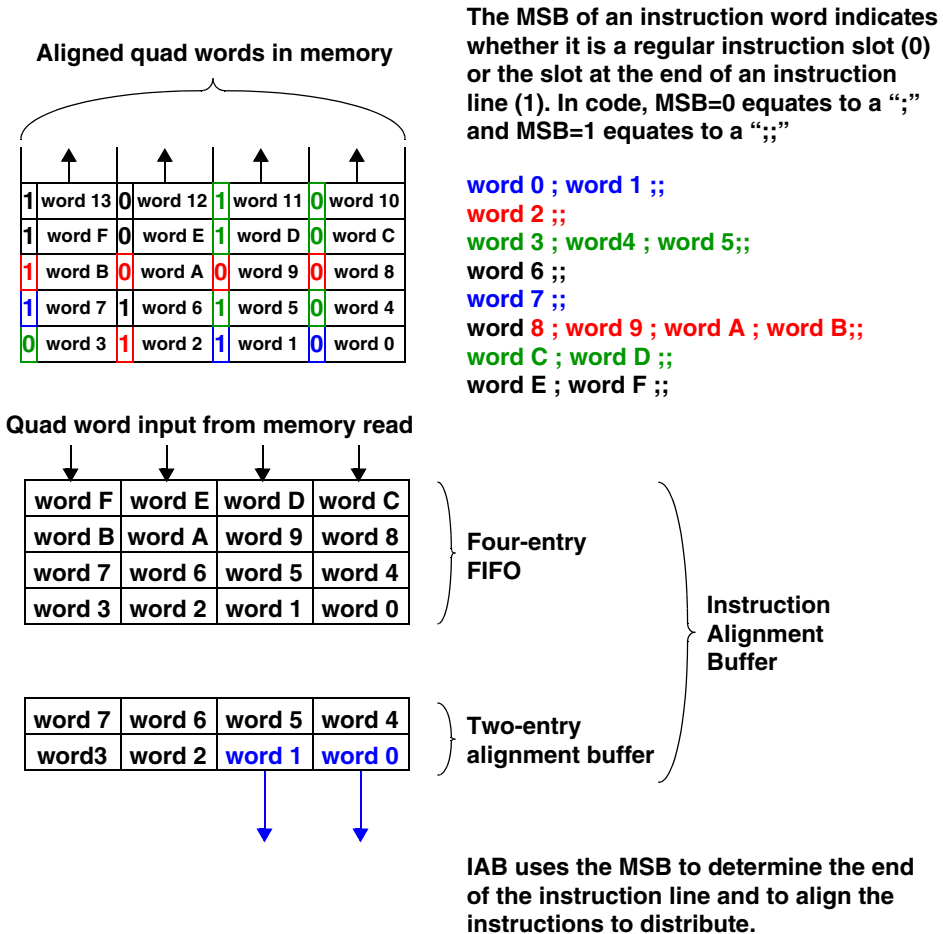 Aligned quad words in memory
The MSB of an instruction word indicates
whether it is a regular instruction slot (0)
or the slot at the end of an instruction
line (1). In code, MSB=0 equates to a “;”
and MSB=1 equates to a “;;”
1 word 13 0 word 12 1 word 11 0 word 10
1 word F 0 word E 1 word D 0 word C
1 word B 0 word A 0 word 9 0 word 8
1 word 7 1 word 6 1 word 5 0 word 4
0 word 3 1 word 2 1 word 1 0 word 0
word 0 ; word 1 ;;
word 2 ;;
word 3 ; word4 ; word 5;;
word 6 ;;
word 7 ;;
word 8 ; word 9 ; word A ; word B;;
word C ; word D ;;
word E ; word F ;;
Quad word input from memory read
word F word E word D word C
word B word A word 9 word 8
word 7 word 6 word 5 word 4
word 3 word 2 word 1 word 0
Four-entry
FIFO
Instruction
Alignment
Buffer
word 7 word 6 word 5 word 4
word3 word 2 word 1 word 0
Two-entry
alignment buffer
IAB uses the MSB to determine the end
of the instruction line and to align the
instructions to distribute.